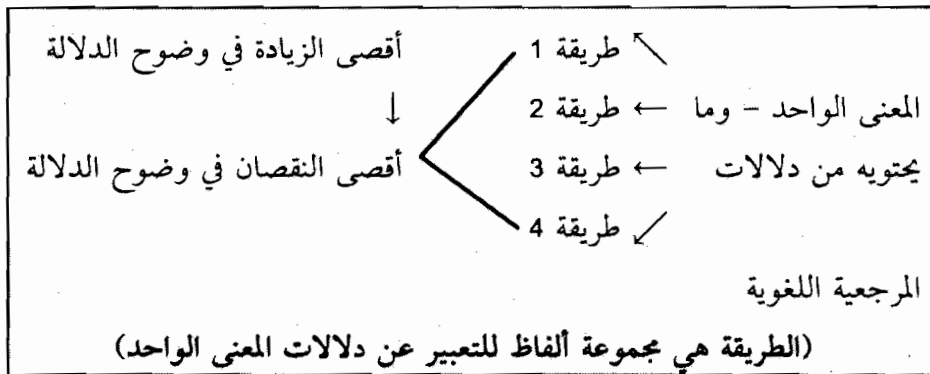 ↖ طريقة 1 أقصى الزيادة في وضوح الدلالة
المعنى الواحد – وما ← طريقة 2 ↓
يحتويه من دلالات ← طريقة 3 أقصى النقصان في وضوح الدلالة
↙ طريقة 4
المرجعية اللغوية
(الطريقة هي مجموعة ألفاظ للتعبير عن دلالات المعنى الواحد)